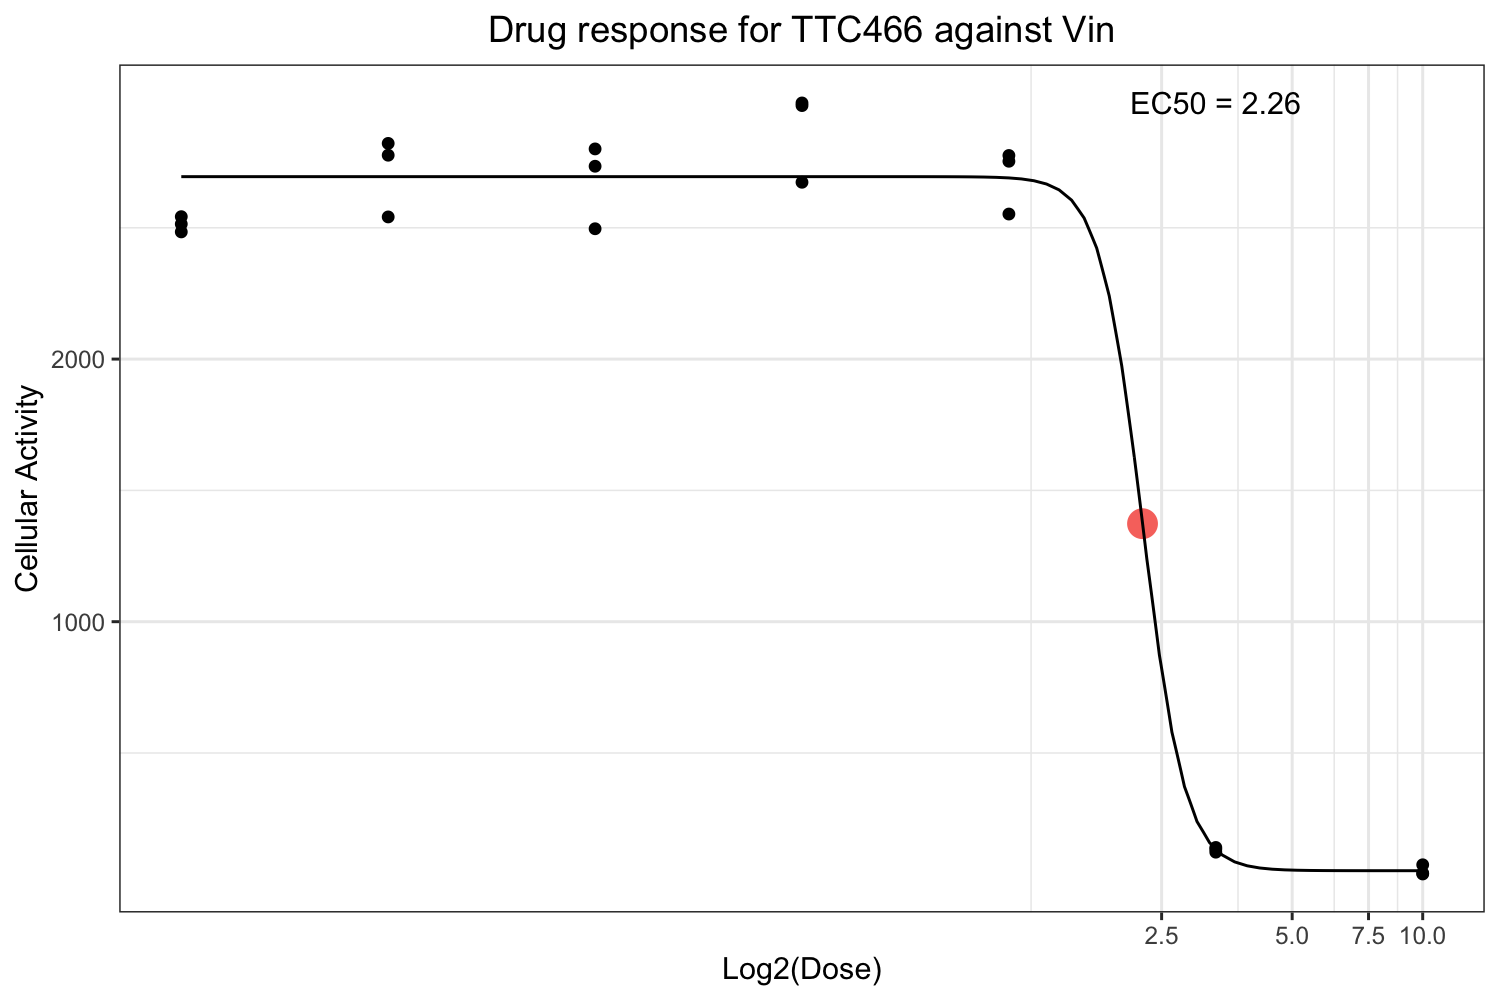 Drug response for TTC466 against Vin
EC50 = 2.26
Cellular Activity
2000
1000
2.5 5.0 7.5 10.0
Log2(Dose)